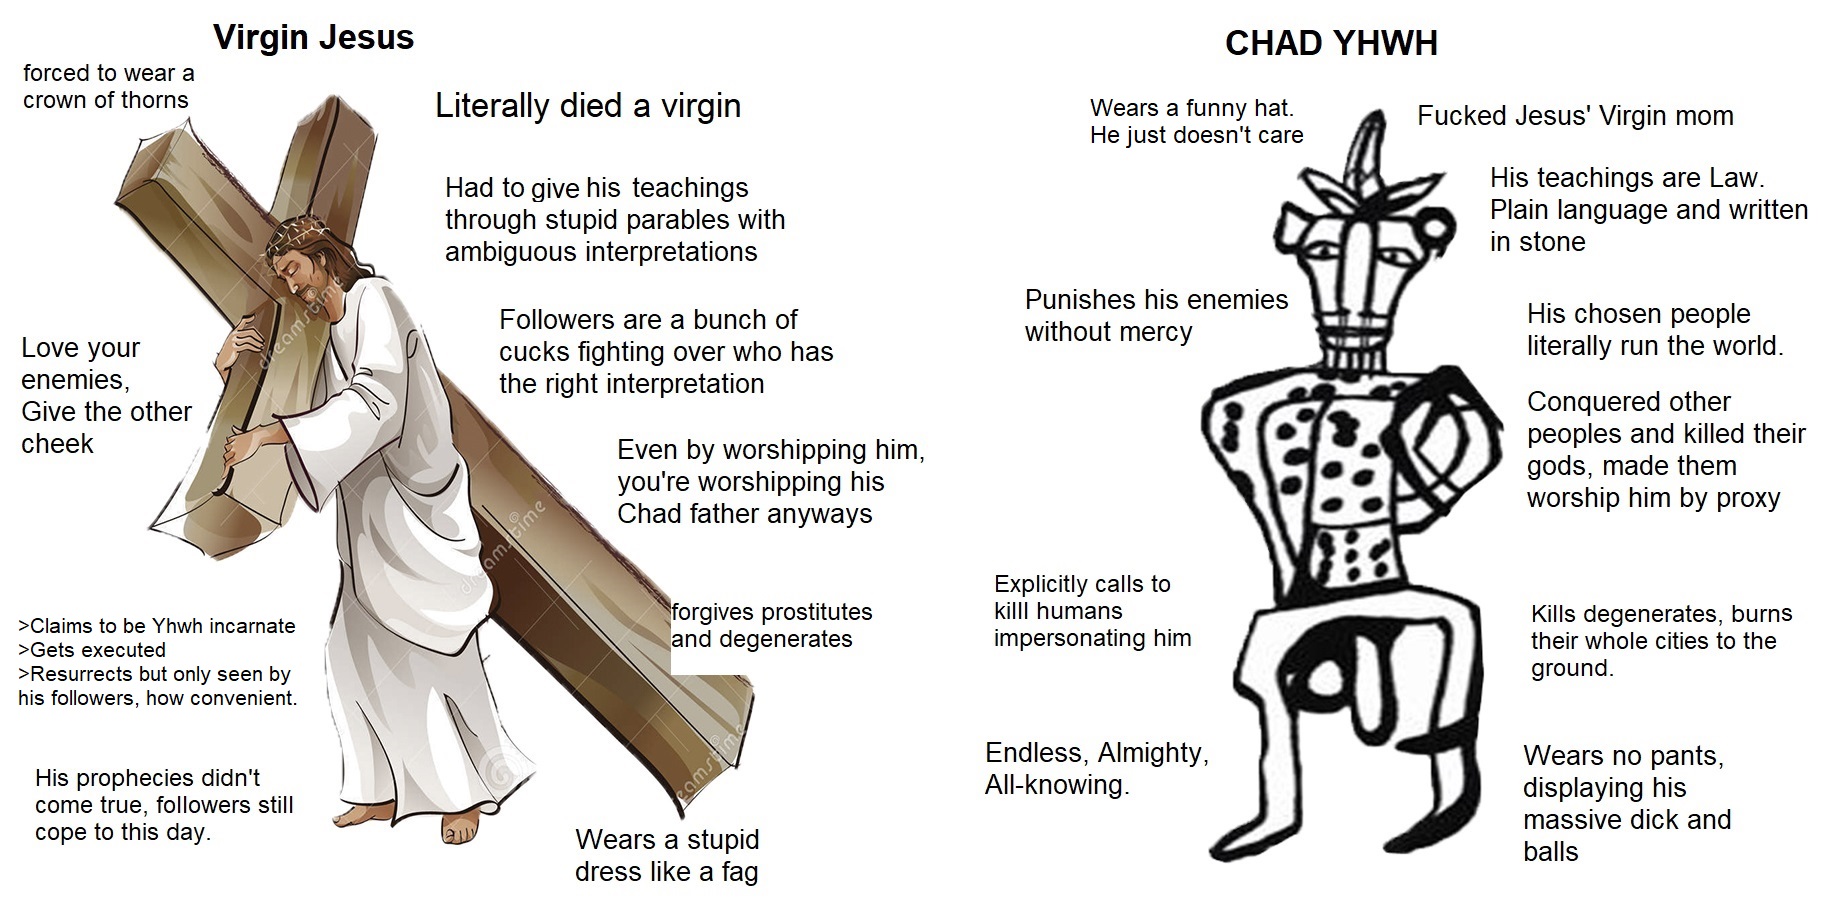 Virgin Jesus
forced to wear a
crown of thorns
Literally died a virgin
Had to give his teachings
through stupid parables with
ambiguous interpretations
Followers are a bunch of
cucks fighting over who has
the right interpretation
Love your
enemies,
Give the other
cheek
Even by worshipping him,
you're worshipping his
Chad father anyways
forgives prostitutes
and degenerates
>Claims to be Yhwh incarnate
>Gets executed
>Resurrects but only seen by
his followers, how convenient.
His prophecies didn't
come true, followers still
cope to this day.
Wears a stupid
dress like a fag
dreamstime
©
dreamstime
©
eamstime
©
CHAD YHWH
Wears a funny hat.
He just doesn't care
Fucked Jesus' Virgin mom
His teachings are Law.
Plain language and written
in stone
Punishes his enemies
without mercy
His chosen people
literally run the world.
Conquered other
peoples and killed their
gods, made them
worship him by proxy
Explicitly calls to
killl humans
impersonating him
Kills degenerates, burns
their whole cities to the
ground.
Endless, Almighty,
All-knowing.
Wears no pants,
displaying his
massive dick and
balls